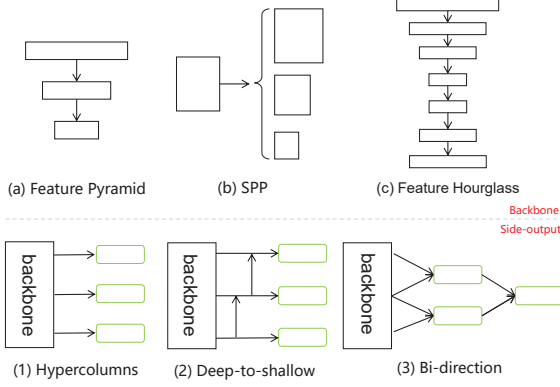 (a) Feature Pyramid
(b) SPP
(c) Feature Hourglass
Backbone
Side-output
backbone
backbone
backbone
(1) Hypercolumns
(2) Deep-to-shallow
(3) Bi-direction